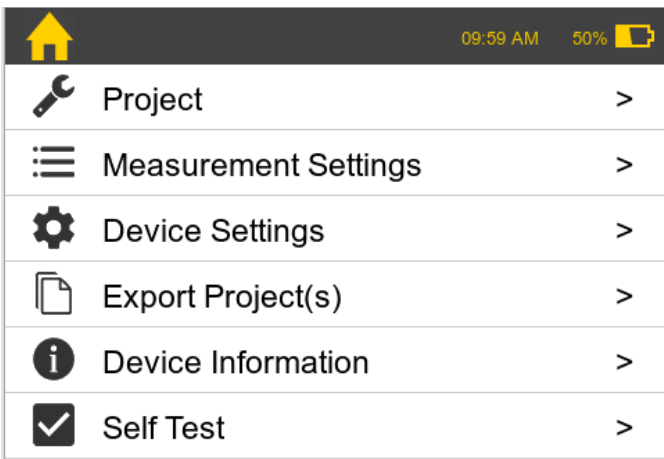 09:59 AM 50%
Project >
Measurement Settings >
Device Settings >
Export Project(s) >
Device Information >
Self Test >